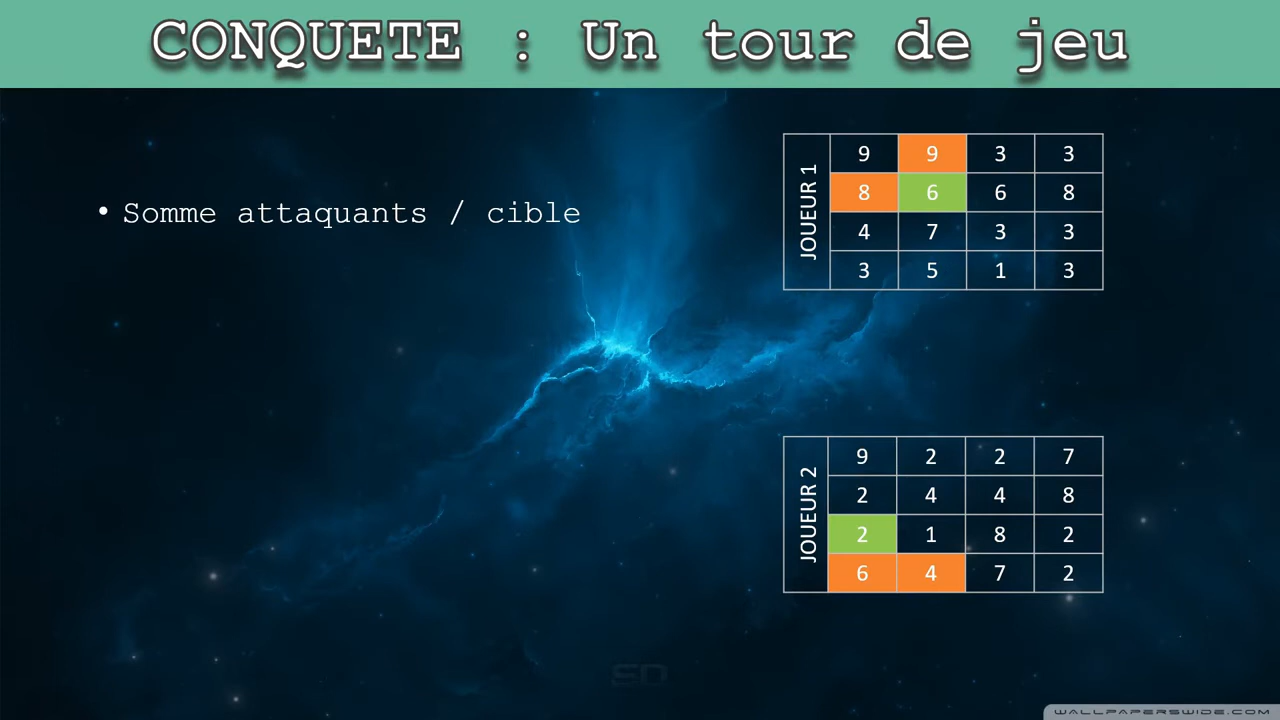 CONQUETE : Un tour de jeu
• Somme attaquants / cible
JOUEUR 1
9 9 3 3
8 6 6 8
4 7 3 3
3 5 1 3
JOUEUR 2
9 2 2 7
2 4 4 8
2 1 8 2
6 4 7 2
SD
WALLPAPERSWIDE.COM